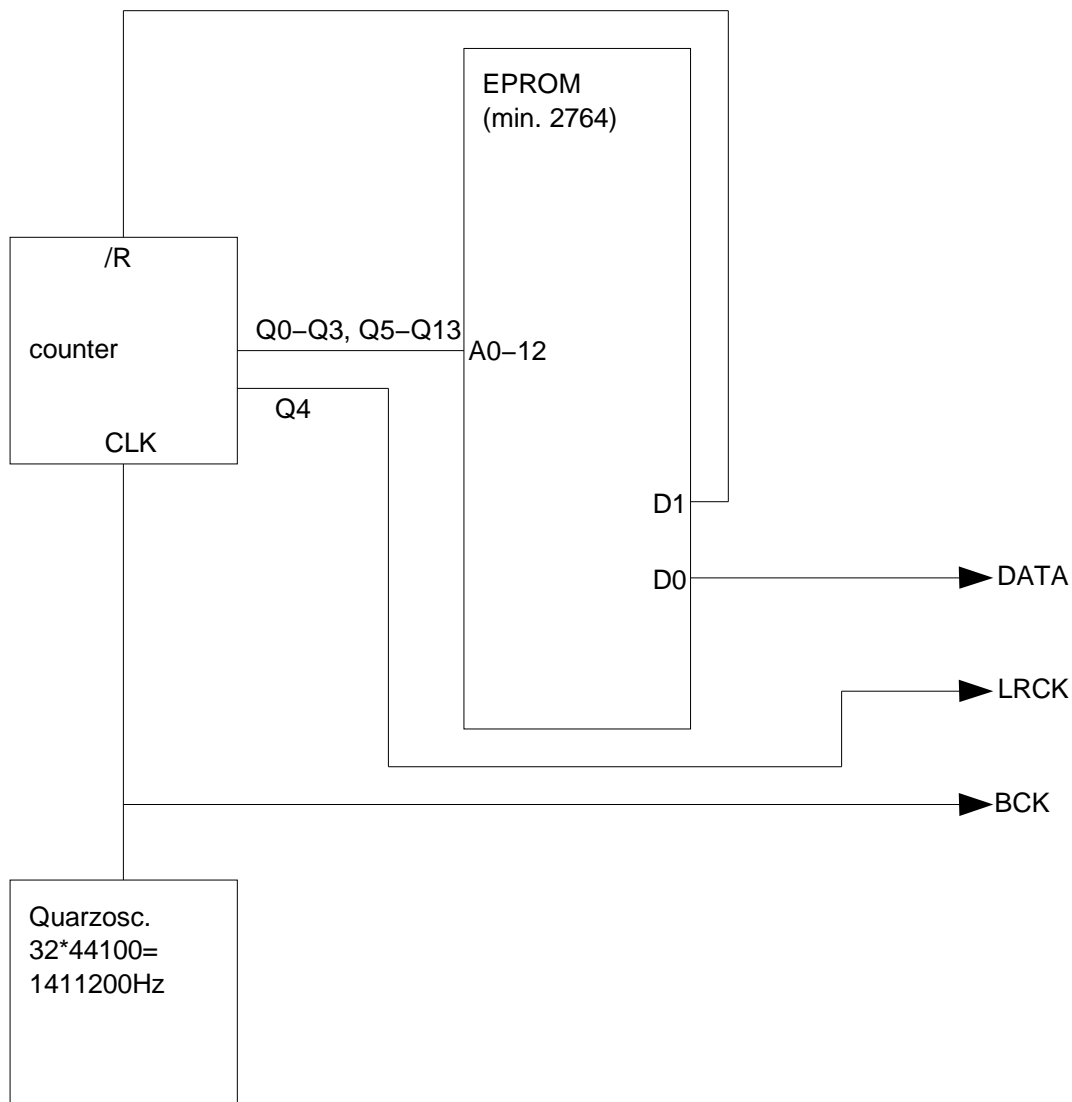 EPROM
(min. 2764)
/R
Q0−Q3, Q5−Q13
counter
A0−12
Q4
CLK
D1
D0
DATA
LRCK
BCK
Quarzosc.
32*44100=
1411200Hz